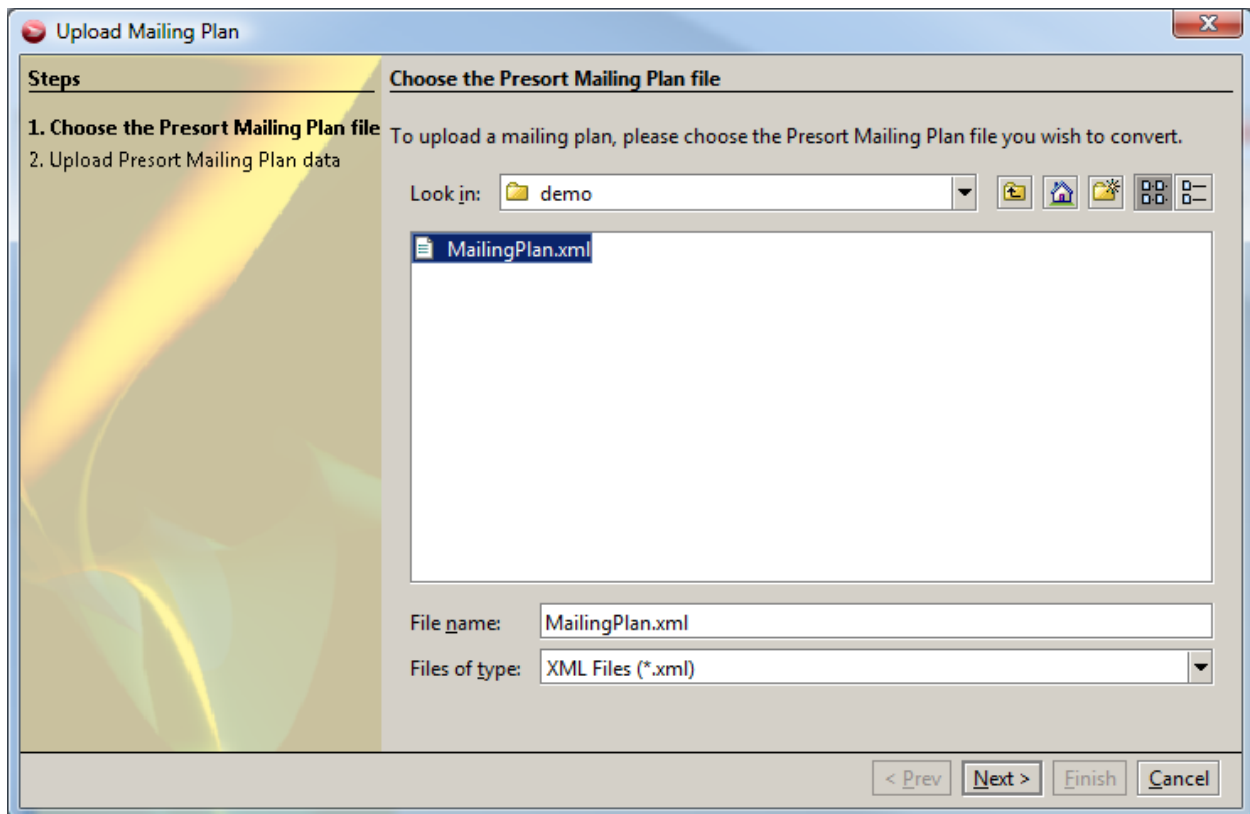 Upload Mailing Plan
Steps
1. Choose the Presort Mailing Plan file
2. Upload Presort Mailing Plan data
Choose the Presort Mailing Plan file
To upload a mailing plan, please choose the Presort Mailing Plan file you wish to convert.
Look in: demo
MailingPlan.xml
File name: MailingPlan.xml
Files of type: XML Files (*.xml)
< Prev Next > Finish Cancel